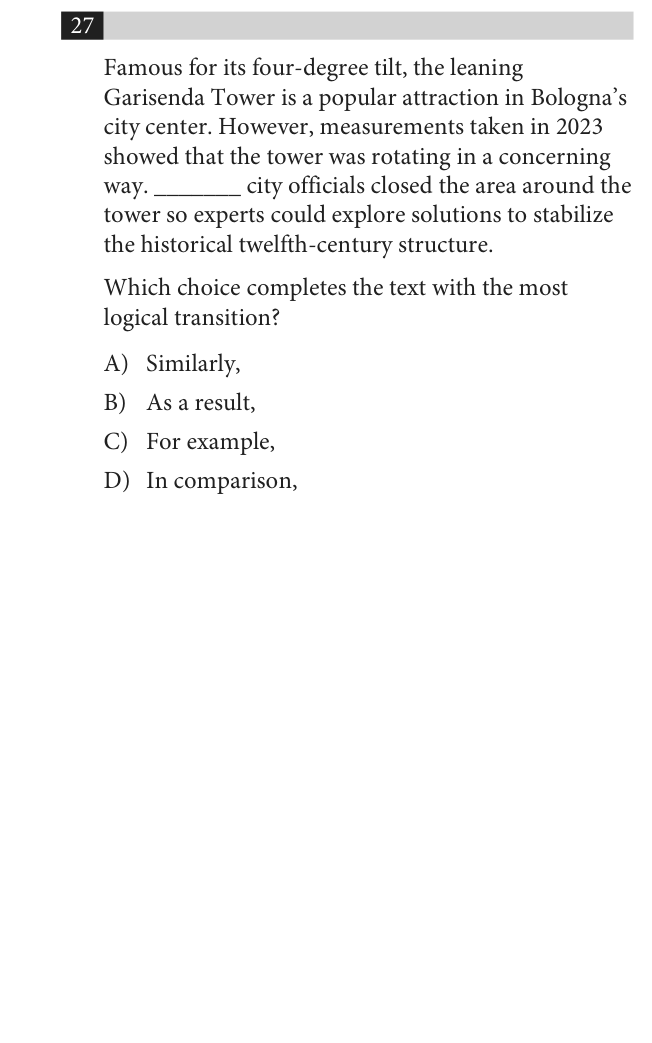 27
Famous for its four-degree tilt, the leaning
Garisenda Tower is a popular attraction in Bologna’s
city center. However, measurements taken in 2023
showed that the tower was rotating in a concerning
way. _______ city officials closed the area around the
tower so experts could explore solutions to stabilize
the historical twelfth-century structure.
Which choice completes the text with the most
logical transition?
A) Similarly,
B) As a result,
C) For example,
D) In comparison,